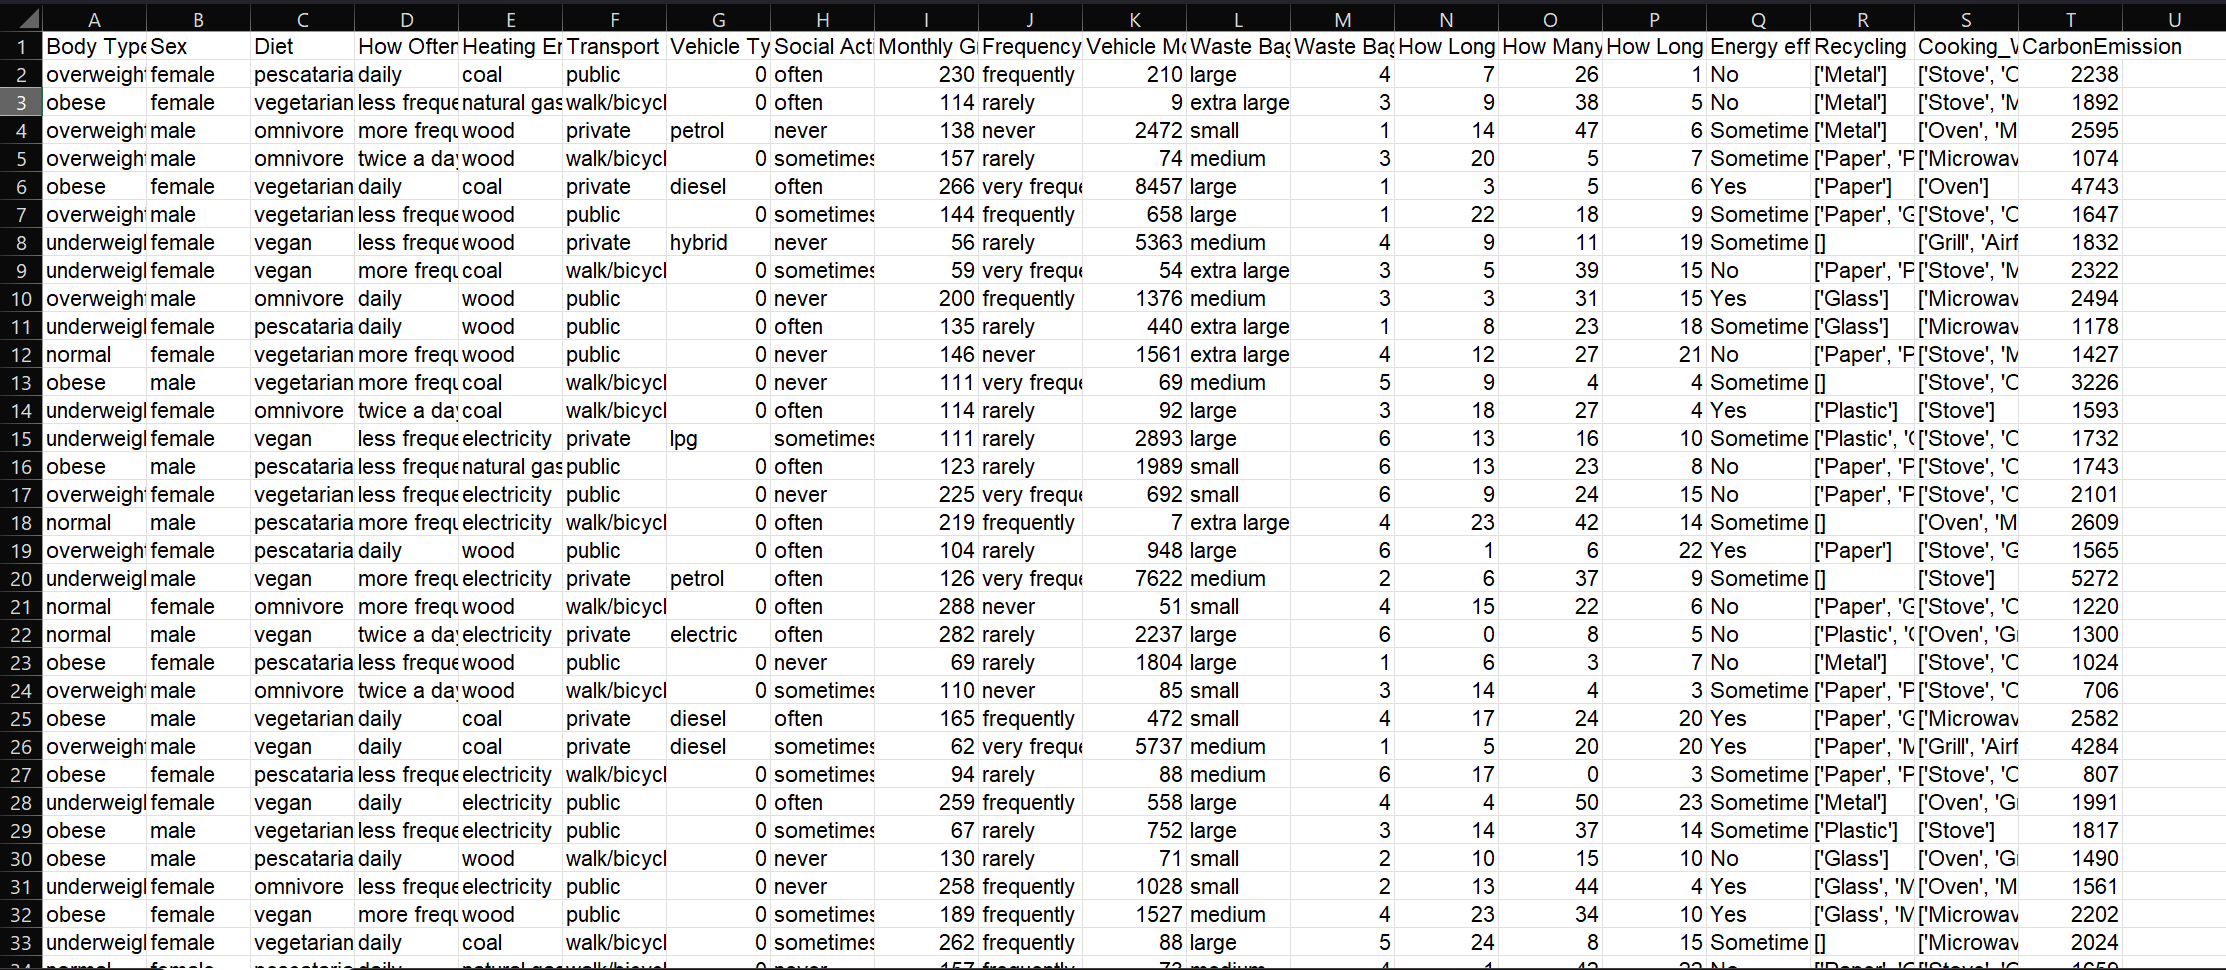 A B C D E F G H I J K L M N O P Q R S T U
1 Body Type Sex Diet How Often Heating En Transport Vehicle Ty Social Act Monthly G Frequency Vehicle Mo Waste Bag Waste Bag How Long How Many How Long Energy eff Recycling Cooking_W CarbonEmission
2 overweight female pescataria daily coal public 0 often 230 frequently 210 large 4 7 26 1 No ['Metal'] ['Stove', 'O 2238
3 obese female vegetarian less freque natural gas walk/bicycl 0 often 114 rarely 9 extra large 3 9 38 5 No ['Metal'] ['Stove', 'M 1892
4 overweight male omnivore more frequ wood private petrol never 138 never 2472 small 1 14 47 6 Sometime ['Metal'] ['Oven', 'M 2595
5 overweight male omnivore twice a day wood walk/bicycl 0 sometimes 157 rarely 74 medium 3 20 5 7 Sometime ['Paper', 'P ['Microwav 1074
6 obese female vegetarian daily coal private diesel often 266 very freque 8457 large 1 3 5 6 Yes ['Paper'] ['Oven'] 4743
7 overweight male vegetarian less freque wood public 0 sometimes 144 frequently 658 large 1 22 18 9 Sometime ['Paper', 'G ['Stove', 'O 1647
8 underweigl female vegan less freque wood private hybrid never 56 rarely 5363 medium 4 9 11 19 Sometime [] ['Grill', 'Airf 1832
9 underweigl female vegan more frequ coal walk/bicycl 0 sometimes 59 very freque 54 extra large 3 5 39 15 No ['Paper', 'P ['Stove', 'M 2322
10 overweight male omnivore daily wood public 0 never 200 frequently 1376 medium 3 3 31 15 Yes ['Glass'] ['Microwav 2494
11 underweigl female pescataria daily wood public 0 often 135 rarely 440 extra large 1 8 23 18 Sometime ['Glass'] ['Microwav 1178
12 normal female vegetarian more frequ wood public 0 never 146 never 1561 extra large 4 12 27 21 No ['Paper', 'P ['Stove', 'M 1427
13 obese male vegetarian more frequ coal walk/bicycl 0 never 111 very freque 69 medium 5 9 4 4 Sometime [] ['Stove', 'O 3226
14 underweigl female omnivore twice a day coal walk/bicycl 0 often 114 rarely 92 large 3 18 27 4 Yes ['Plastic'] ['Stove'] 1593
15 underweigl female vegan less freque electricity private lpg sometimes 111 rarely 2893 large 6 13 16 10 Sometime ['Plastic', 'G ['Stove', 'O 1732
16 obese male pescataria less freque natural gas public 0 often 123 rarely 1989 small 6 13 23 8 No ['Paper', 'P ['Stove', 'O 1743
17 overweight female vegetarian less freque electricity public 0 never 225 very freque 692 small 6 9 24 15 No ['Paper', 'P ['Stove', 'O 2101
18 normal male pescataria more frequ electricity walk/bicycl 0 often 219 frequently 7 extra large 4 23 42 14 Sometime [] ['Oven', 'M 2609
19 overweight female pescataria daily wood public 0 often 104 rarely 948 large 6 1 6 22 Yes ['Paper'] ['Stove', 'G 1565
20 underweigl male vegan more frequ electricity private petrol often 126 very freque 7622 medium 2 6 37 9 Sometime [] ['Stove'] 5272
21 normal female omnivore more frequ wood walk/bicycl 0 often 288 never 51 small 4 15 22 6 No ['Paper', 'G ['Stove', 'O 1220
22 normal male vegan twice a day electricity private electric often 282 rarely 2237 large 6 0 8 5 No ['Plastic', 'G ['Oven', 'Gr 1300
23 obese female pescataria less freque wood public 0 never 69 rarely 1804 large 1 6 3 7 No ['Metal'] ['Stove', 'O 1024
24 overweight male omnivore twice a day wood walk/bicycl 0 sometimes 110 never 85 small 3 14 4 3 Sometime ['Paper', 'P ['Stove', 'O 706
25 obese male vegetarian daily coal private diesel often 165 frequently 472 small 4 17 24 20 Yes ['Paper', 'G ['Microwav 2582
26 overweight male vegan daily coal private diesel sometimes 62 very freque 5737 medium 1 5 20 20 Yes ['Paper', 'M ['Grill', 'Airf 4284
27 obese female pescataria less freque electricity walk/bicycl 0 sometimes 94 rarely 88 medium 6 17 0 3 Sometime ['Paper', 'P ['Stove', 'O 807
28 underweigl female vegan daily electricity public 0 often 259 frequently 558 large 4 4 50 23 Sometime ['Metal'] ['Oven', 'Gr 1991
29 obese male vegetarian less freque electricity public 0 sometimes 67 rarely 752 large 3 14 37 14 Sometime ['Plastic'] ['Stove'] 1817
30 obese male pescataria daily wood walk/bicycl 0 never 130 rarely 71 small 2 10 15 10 No ['Glass'] ['Oven', 'Gr 1490
31 underweigl female omnivore less freque electricity public 0 never 258 frequently 1028 small 2 13 44 4 Yes ['Glass', 'M ['Oven', 'M 1561
32 obese female vegan more frequ wood public 0 sometimes 189 frequently 1527 medium 4 23 34 10 Yes ['Glass', 'M ['Microwav 2202
33 underweigl female vegetarian daily coal walk/bicycl 0 sometimes 262 frequently 88 large 5 24 8 15 Sometime [] ['Microwav 2024